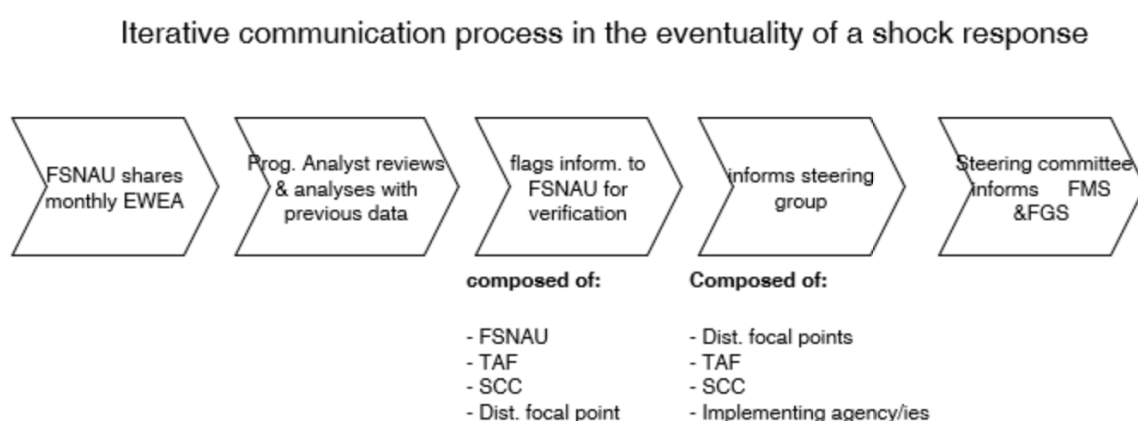 Iterative communication process in the eventuality of a shock response
FSNAU shares
monthly EWEA
Prog. Analyst reviews
& analyses with
previous data
flags inform. to
FSNAU for
verification
informs steering
group
Steering committee
informs FMS
&FGS
composed of:
- FSNAU
- TAF
- SCC
- Dist. focal point
Composed of:
- Dist. focal points
- TAF
- SCC
- Implementing agency/ies